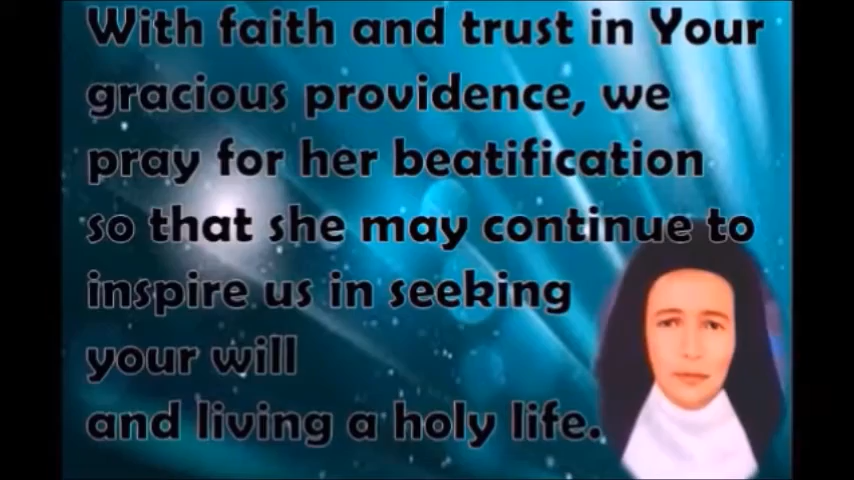 With faith and trust in Your
gracious providence, we
pray for her beatification
so that she may continue to
inspire us in seeking
your will
and living a holy life.